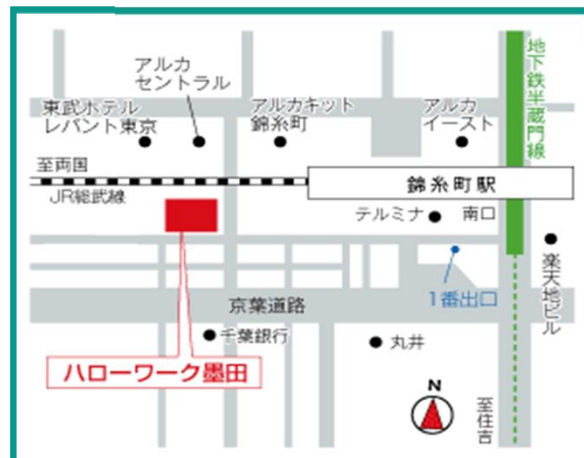 アルカ
セントラル
東武ホテル
レバント東京
アルカキット
錦糸町
アルカ
イースト
地下鉄半蔵門線
至両国
JR総武線
錦糸町駅
テルミナ
南口
1番出口
楽天地ビル
京葉道路
千葉銀行
丸井
ハローワーク墨田
N
至住吉